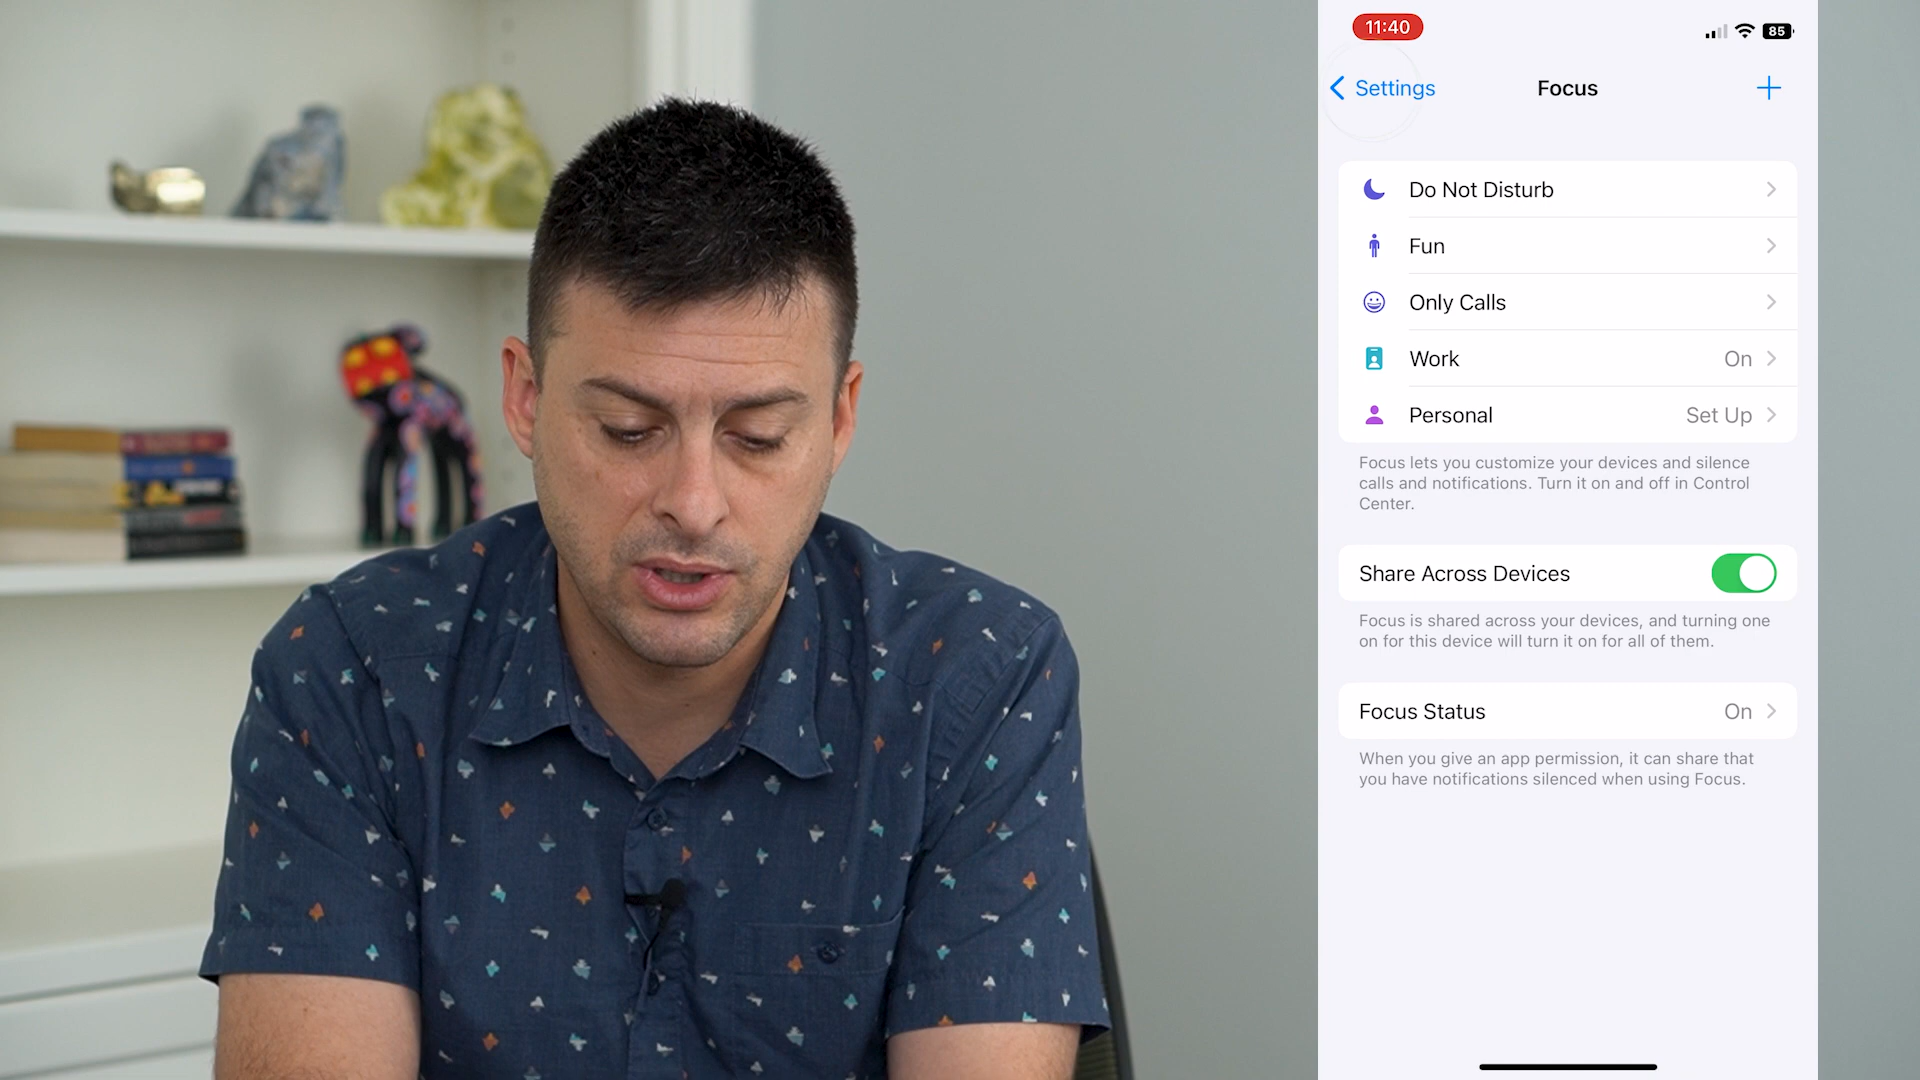 11:40
85
Settings
Focus
Do Not Disturb
Fun
Only Calls
Work
On
Personal
Set Up
Focus lets you customize your devices and silence
calls and notifications. Turn it on and off in Control
Center.
Share Across Devices
Focus is shared across your devices, and turning one
on for this device will turn it on for all of them.
Focus Status
On
When you give an app permission, it can share that
you have notifications silenced when using Focus.